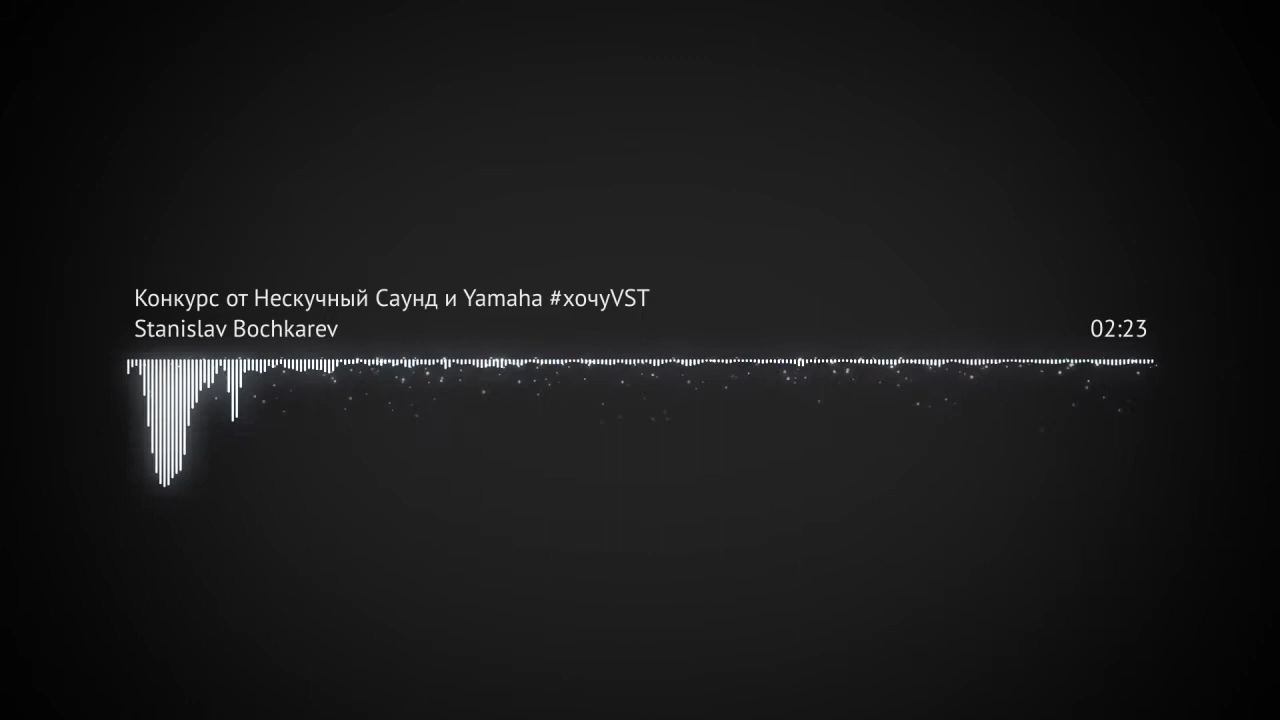 Конкурс от Нескучный Саунд и Yamaha #хочуVST
Stanislav Bochkarev
02:23